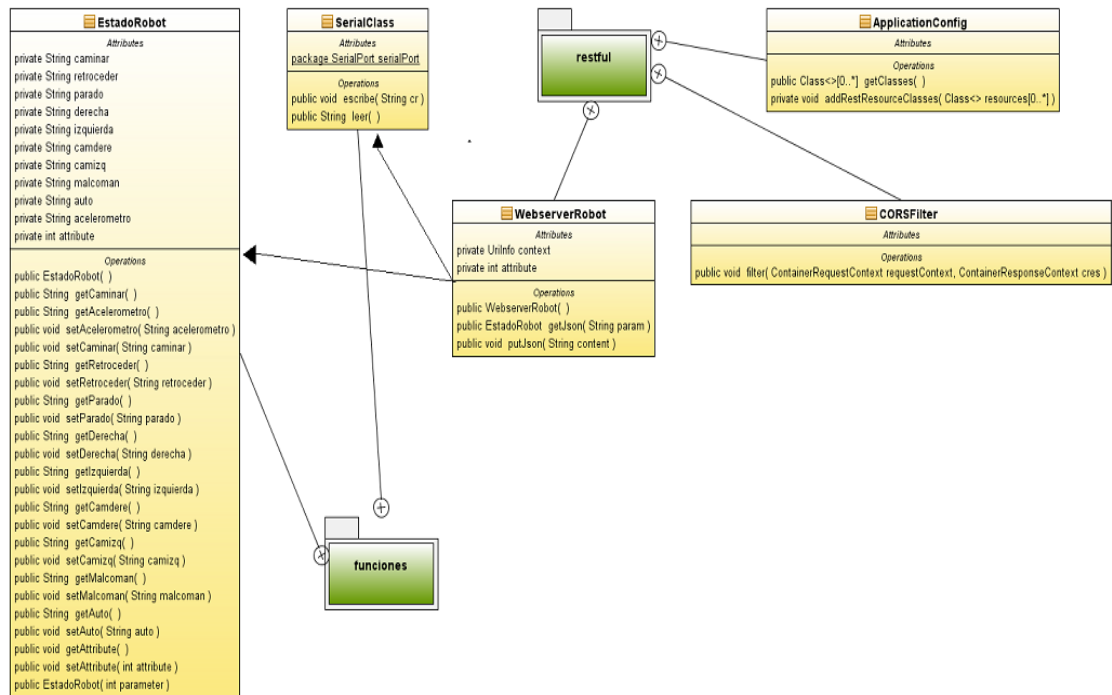 EstadoRobot
Attributes
private String caminar
private String retroceder
private String parado
private String derecha
private String izquierda
private String camdere
private String camizq
private String malcoman
private String auto
private String acelerometro
private int attribute
Operations
public EstadoRobot( )
public String getCaminar( )
public String getAcelerometro( )
public void setAcelerometro( String acelerometro )
public void setCaminar( String caminar )
public String getRetroceder( )
public void setRetroceder( String retroceder )
public String getParado( )
public void setParado( String parado )
public String getDerecha( )
public void setDerecha( String derecha )
public String getIzquierda( )
public void setIzquierda( String izquierda )
public String getCamdere( )
public void setCamdere( String camdere )
public String getCamizq( )
public void setCamizq( String camizq )
public String getMalcoman( )
public void setMalcoman( String malcoman )
public String getAuto( )
public void setAuto( String auto )
public void getAttribute( )
public void setAttribute( int attribute )
public EstadoRobot( int parameter )
SerialClass
Attributes
package SerialPort serialPort
Operations
public void escribe( String cr )
public String leer( )
restful
ApplicationConfig
Attributes
Operations
public Class<>[0..*] getClasses( )
private void addRestResourceClasses( Class<> resources[0..*] )
WebserverRobot
Attributes
private UriInfo context
private int attribute
Operations
public WebserverRobot( )
public EstadoRobot getJson( String param )
public void putJson( String content )
CORSFilter
Attributes
Operations
public void filter( ContainerRequestContext requestContext, ContainerResponseContext cres )
funciones